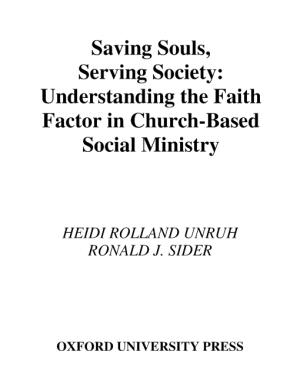 Saving Souls,
Serving Society:
Understanding the Faith
Factor in Church-Based
Social Ministry
HEIDI ROLLAND UNRUH
RONALD J. SIDER
OXFORD UNIVERSITY PRESS